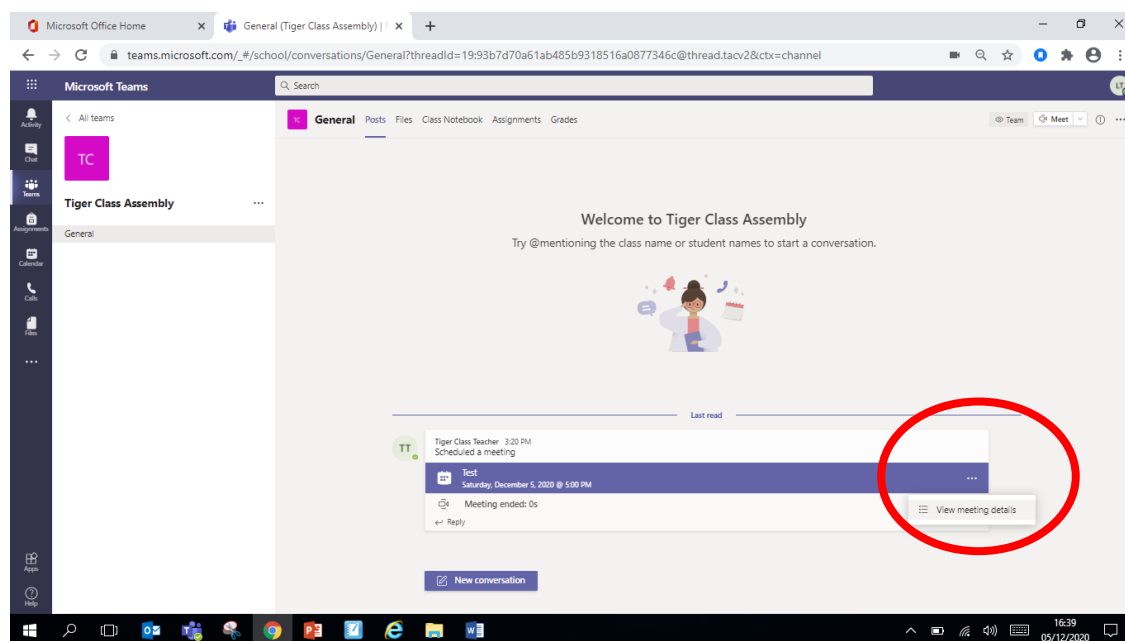 Microsoft Office Home
General (Tiger Class Assembly) |
teams.microsoft.com/_#/school/conversations/General?threadId=19:93b7d70a61ab485b9318516a0877346c@thread.tacv2&ctx=channel
Microsoft Teams
Search
LT
Activity
Chat
Teams
Assignments
Calendar
Calls
Files
Apps
Help
All teams
TC
Tiger Class Assembly
General
TC
General Posts Files Class Notebook Assignments Grades
Team
Meet
Welcome to Tiger Class Assembly
Try @mentioning the class name or student names to start a conversation.
Last read
TT
Tiger Class Teacher 3:20 PM
Scheduled a meeting
Test
Saturday, December 5, 2020 @ 5:00 PM
Meeting ended: 0s
Reply
View meeting details
New conversation
16:39
05/12/2020